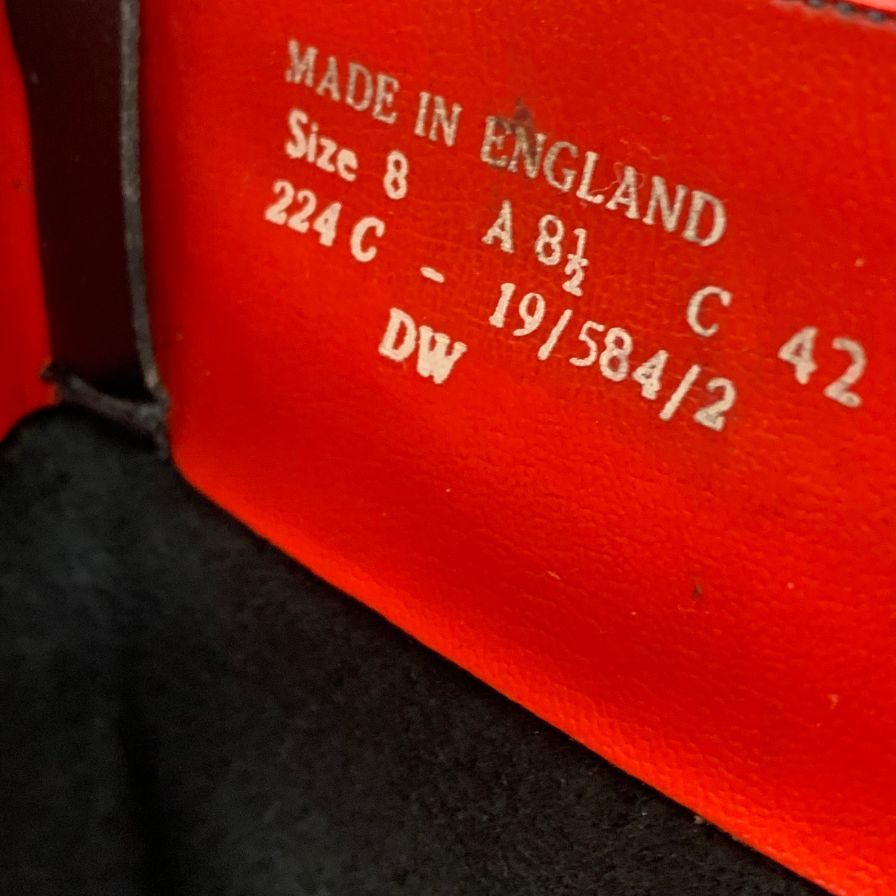 MADE IN ENGLAND
Size 8 A 8½ C 42
224 C - 19/584/2
DW